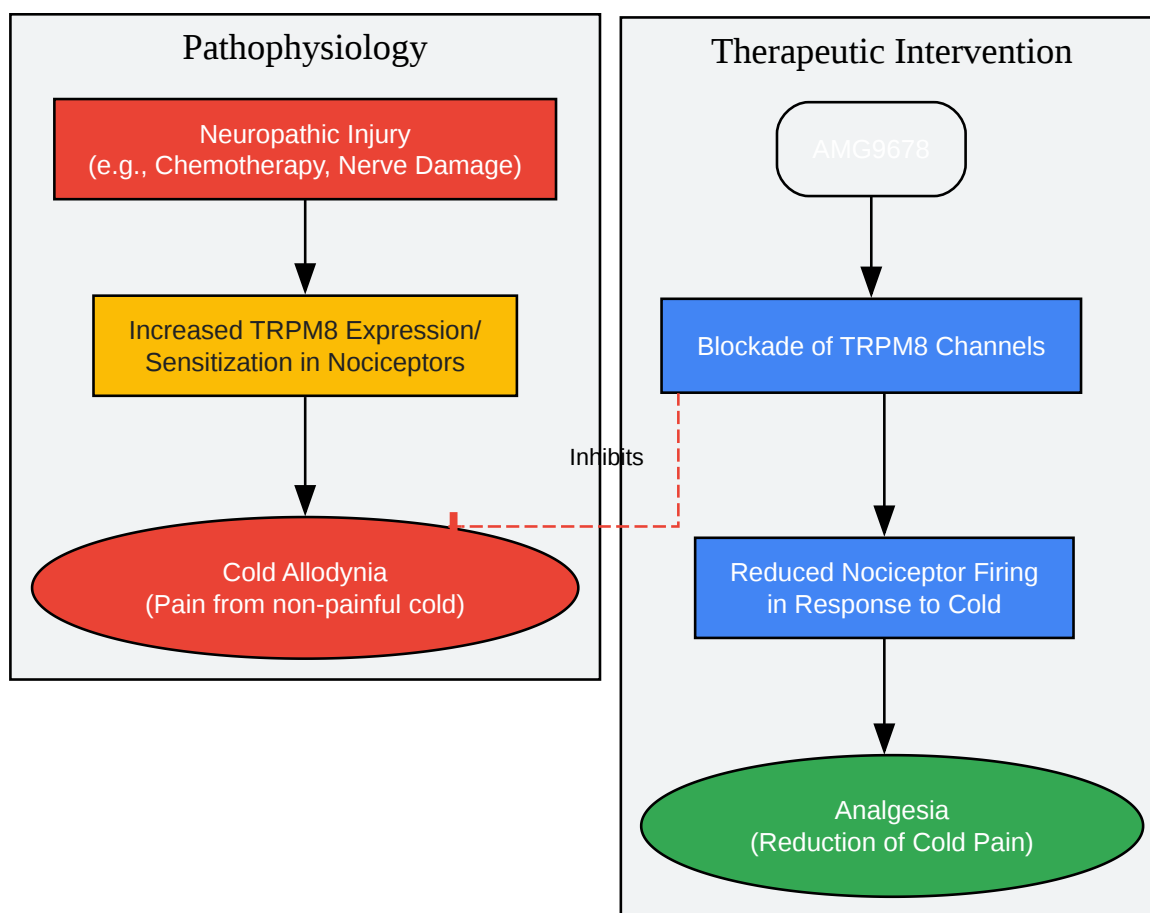 Pathophysiology
Neuropathic Injury
(e.g., Chemotherapy, Nerve Damage)
Increased TRPM8 Expression/
Sensitization in Nociceptors
Cold Allodynia
(Pain from non-painful cold)
Inhibits
Therapeutic Intervention
AMG9678
Blockade of TRPM8 Channels
Reduced Nociceptor Firing
in Response to Cold
Analgesia
(Reduction of Cold Pain)